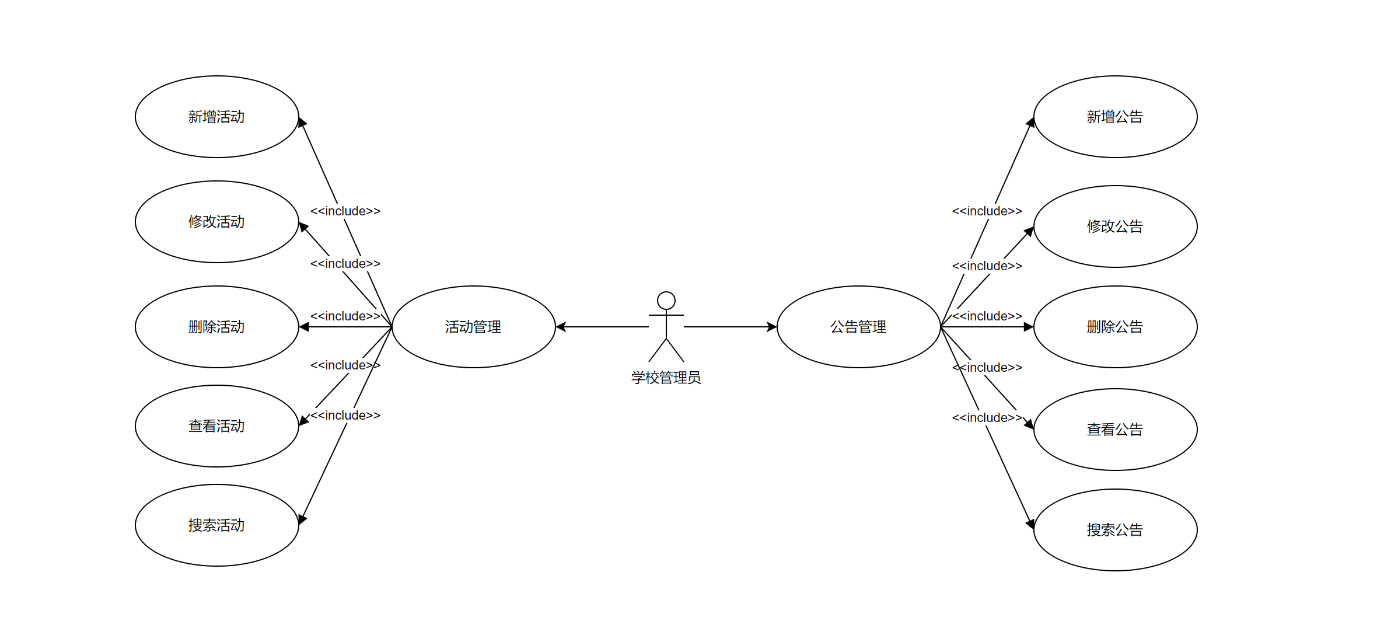 新增活动
修改活动
删除活动
查看活动
搜索活动
<<include>>
<<include>>
<<include>>
<<include>>
<<include>>
活动管理
学校管理员
公告管理
<<include>>
<<include>>
<<include>>
<<include>>
<<include>>
新增公告
修改公告
删除公告
查看公告
搜索公告